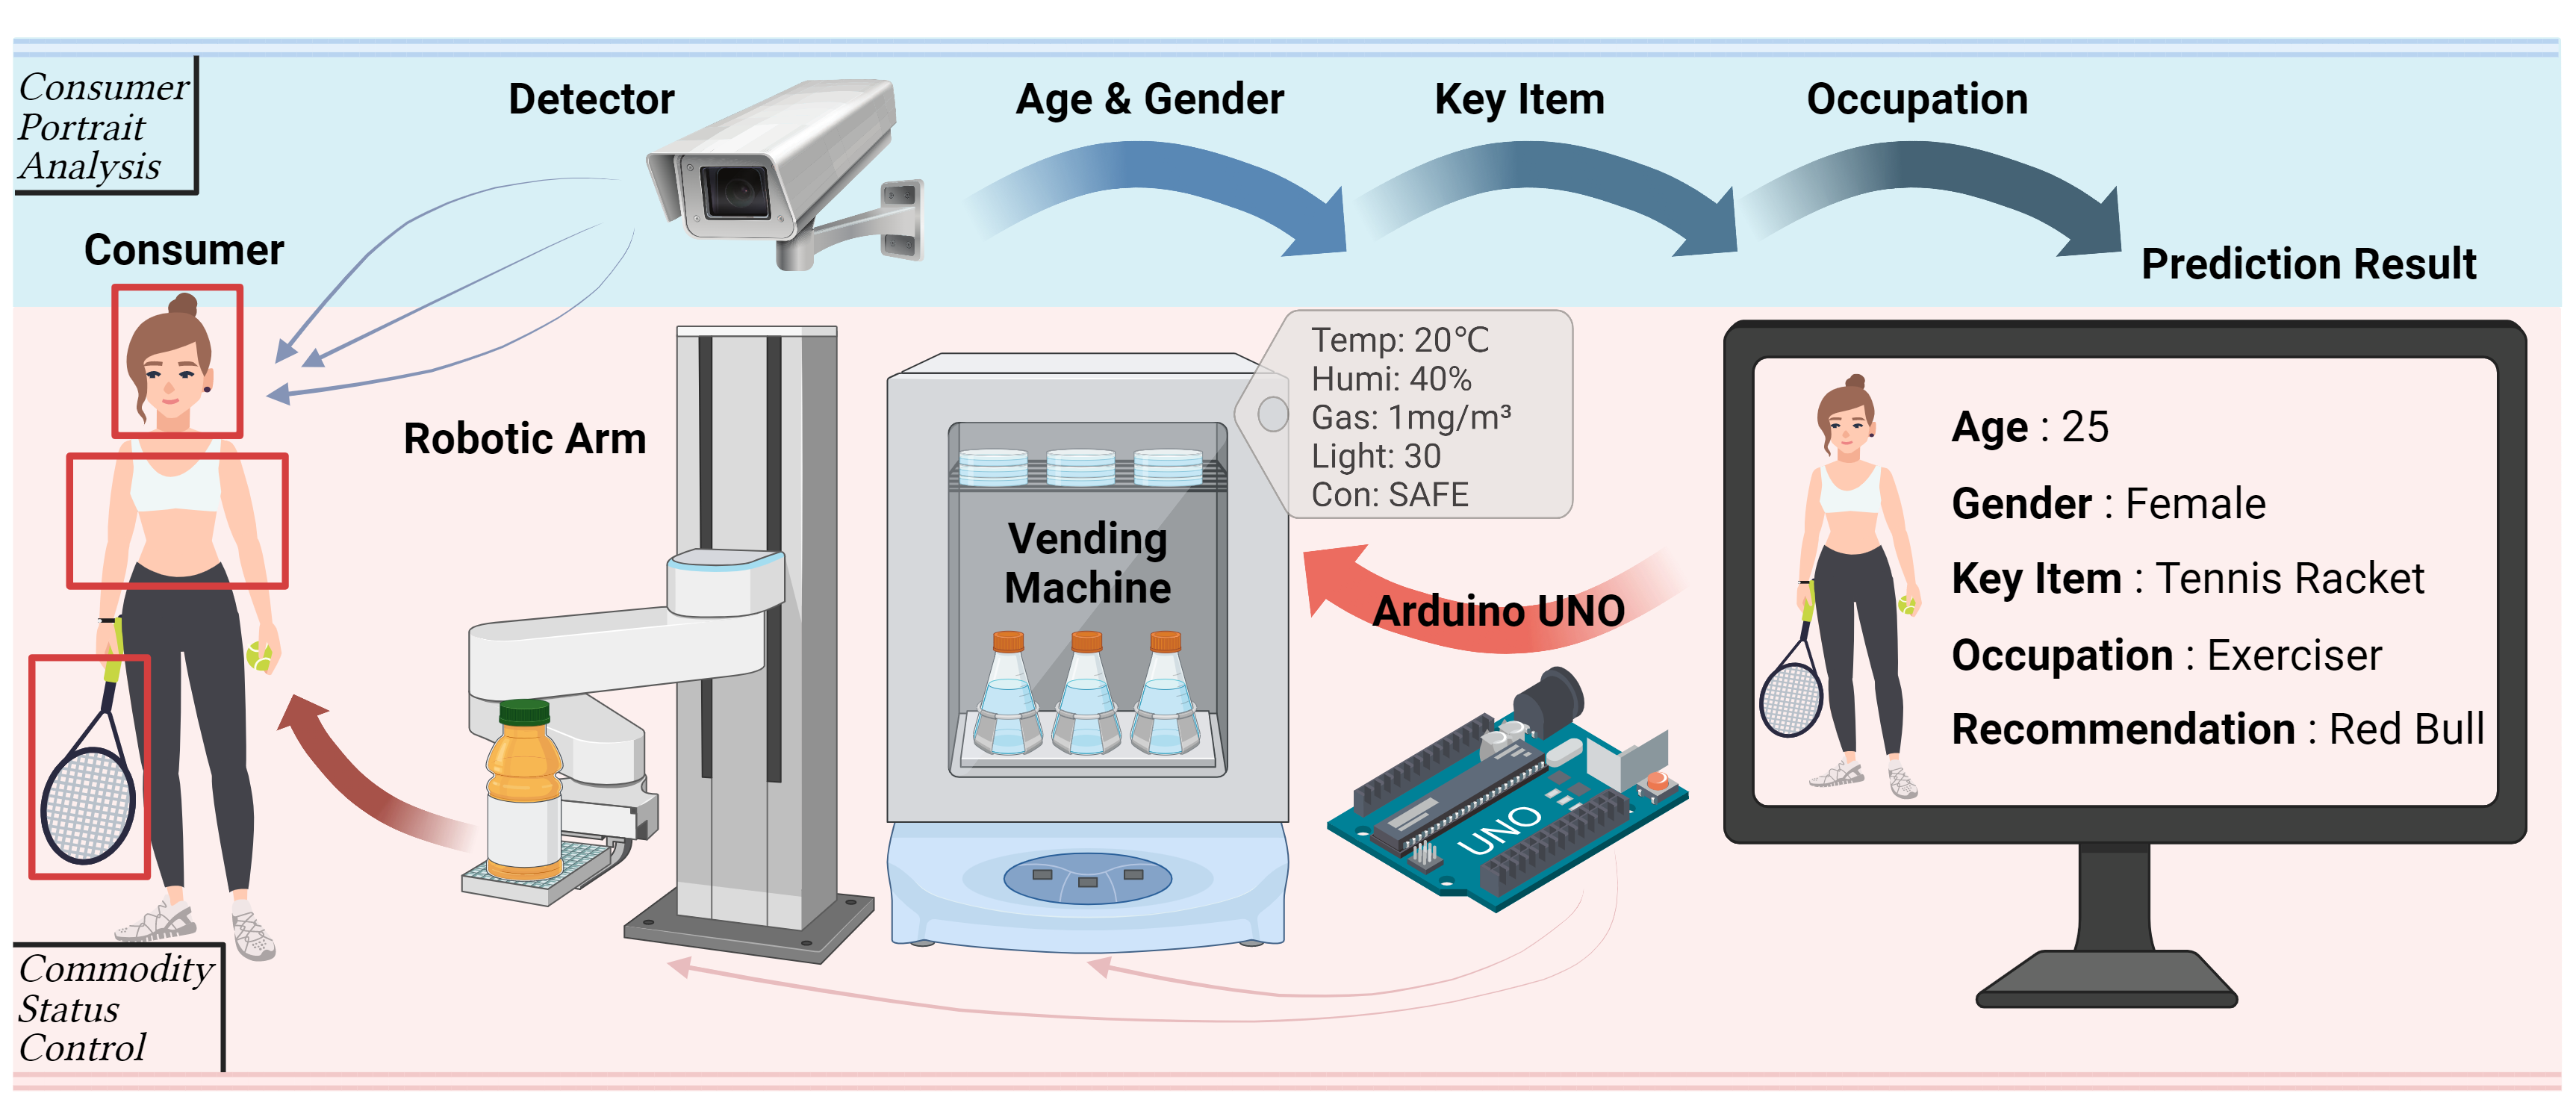 Consumer
Portrait
Analysis
Detector
Age & Gender
Key Item
Occupation
Prediction Result
Consumer
Robotic Arm
Vending
Machine
Temp: 20℃
Humi: 40%
Gas: 1mg/m³
Light: 30
Con: SAFE
Arduino UNO
UNO
Age : 25
Gender : Female
Key Item : Tennis Racket
Occupation : Exerciser
Recommendation : Red Bull
Commodity
Status
Control